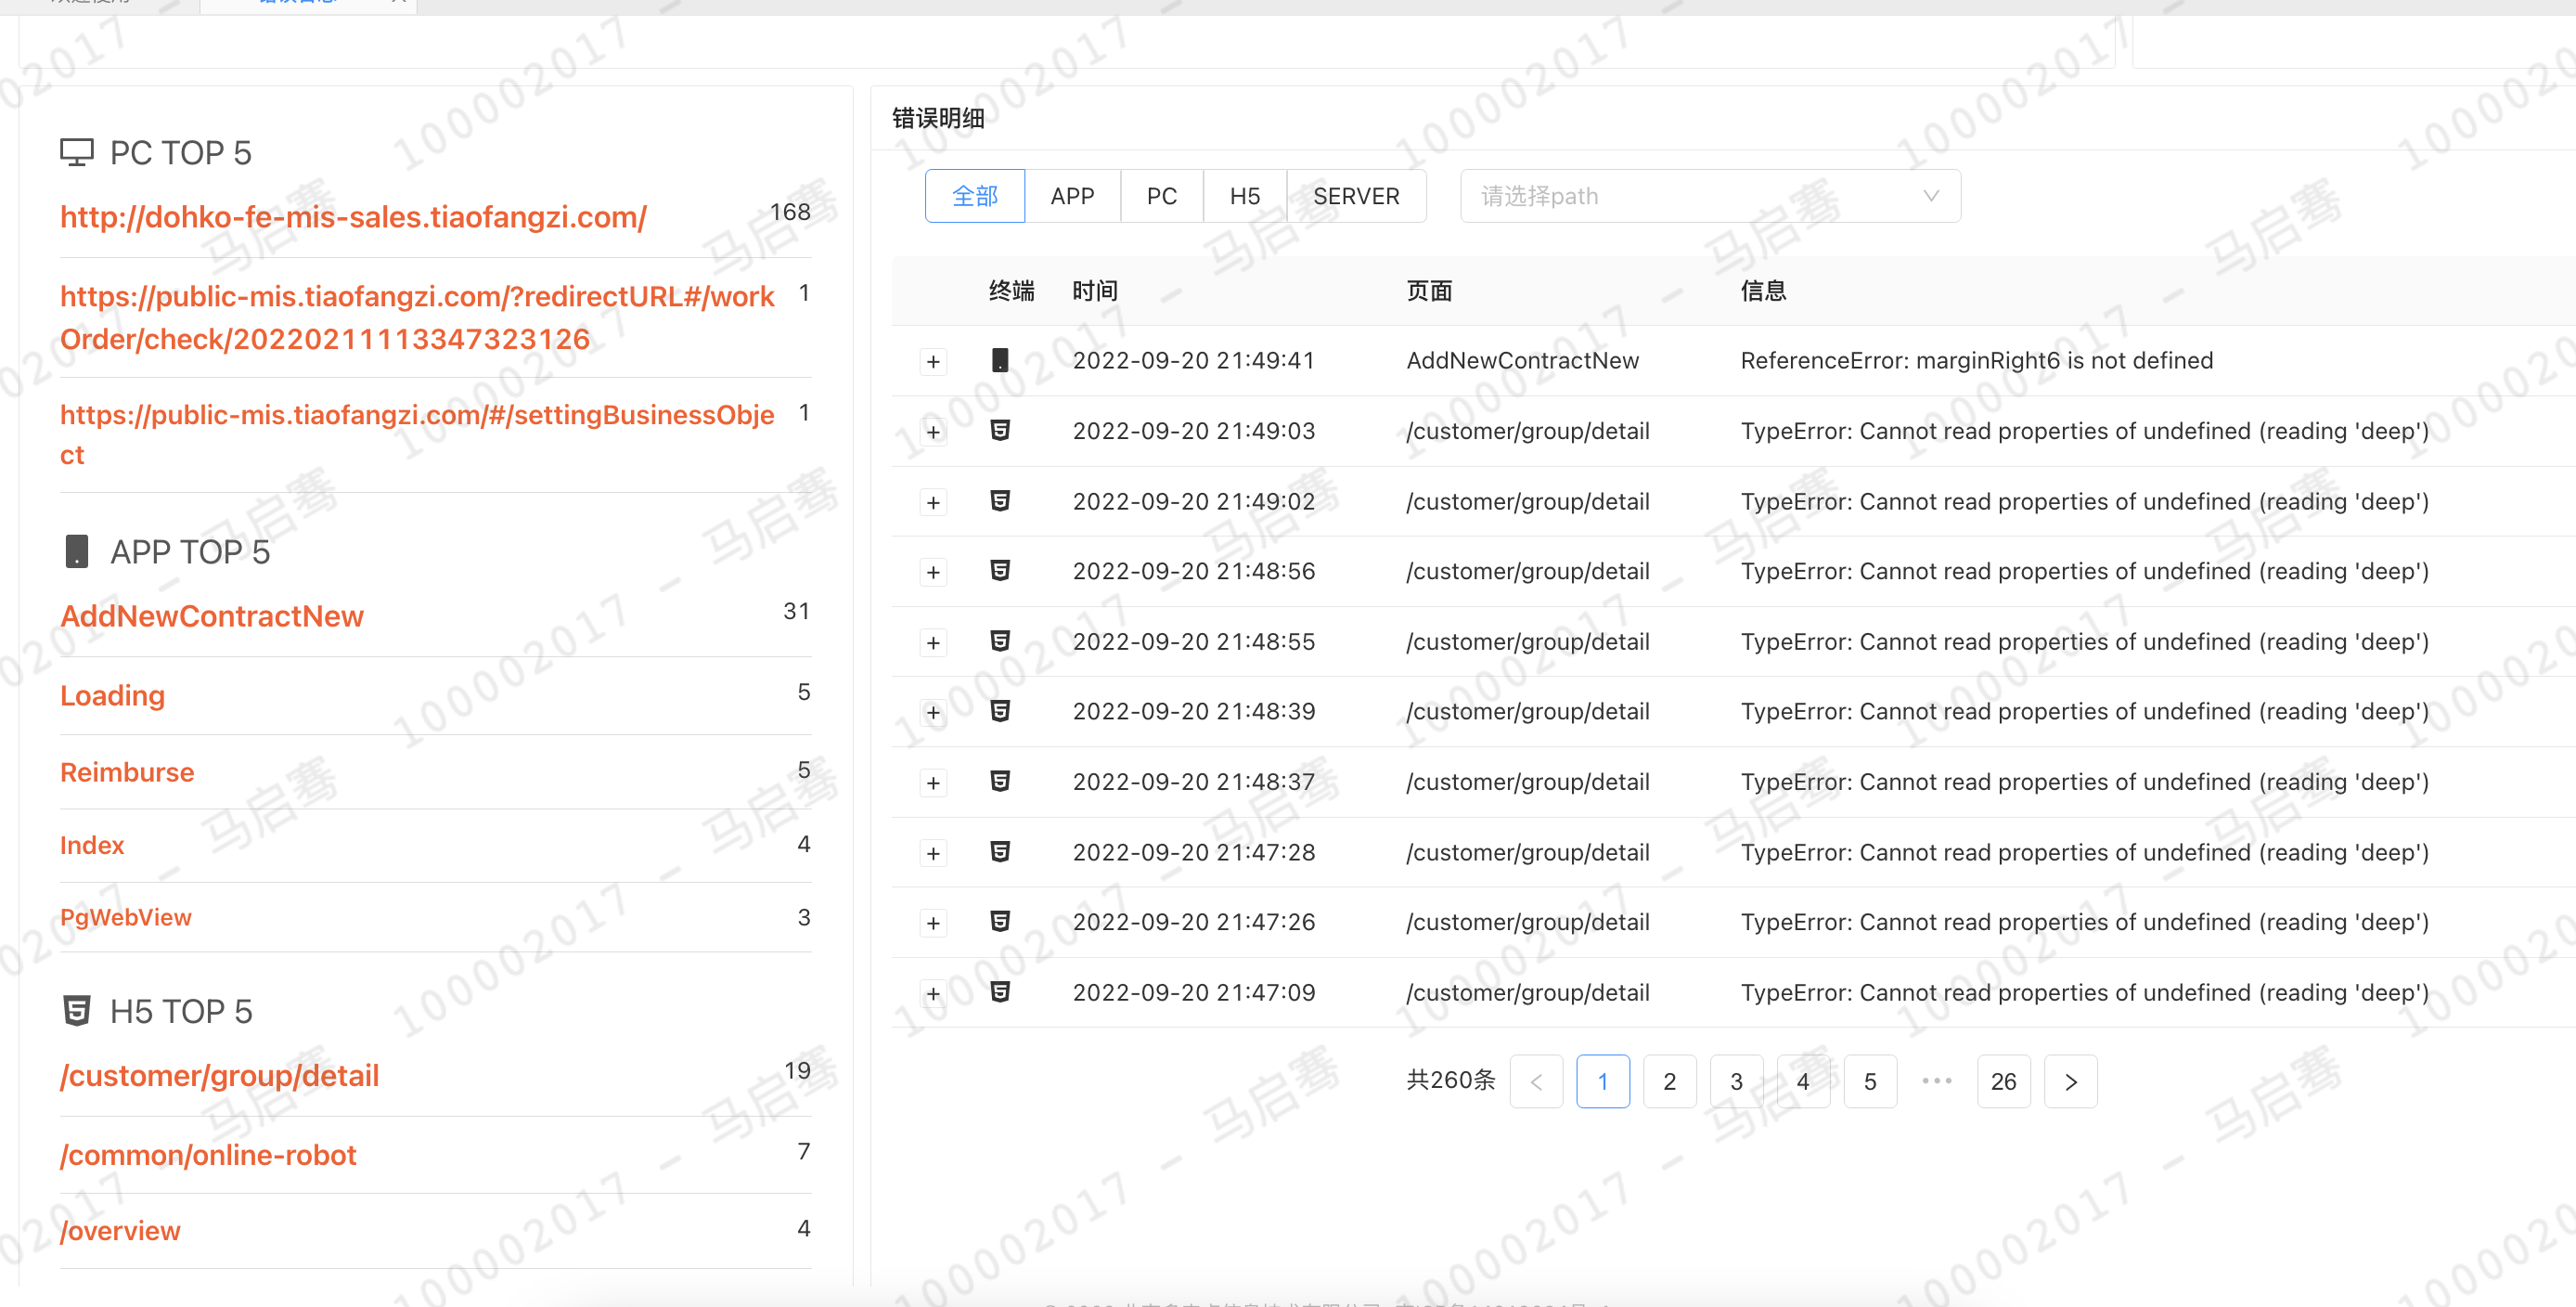 错误日志
PC TOP 5
http://dohko-fe-mis-sales.tiaofangzi.com/ 168
https://public-mis.tiaofangzi.com/?redirectURL#/work 1
Order/check/20220211113347323126
https://public-mis.tiaofangzi.com/#/settingBusinessObje 1
ct
APP TOP 5
AddNewContractNew 31
Loading 5
Reimburse 5
Index 4
PgWebView 3
H5 TOP 5
/customer/group/detail 19
/common/online-robot 7
/overview 4
错误明细
全部 APP PC H5 SERVER 请选择path
终端 时间 页面 信息
2022-09-20 21:49:41 AddNewContractNew ReferenceError: marginRight6 is not defined
2022-09-20 21:49:03 /customer/group/detail TypeError: Cannot read properties of undefined (reading 'deep')
2022-09-20 21:49:02 /customer/group/detail TypeError: Cannot read properties of undefined (reading 'deep')
2022-09-20 21:48:56 /customer/group/detail TypeError: Cannot read properties of undefined (reading 'deep')
2022-09-20 21:48:55 /customer/group/detail TypeError: Cannot read properties of undefined (reading 'deep')
2022-09-20 21:48:39 /customer/group/detail TypeError: Cannot read properties of undefined (reading 'deep')
2022-09-20 21:48:37 /customer/group/detail TypeError: Cannot read properties of undefined (reading 'deep')
2022-09-20 21:47:28 /customer/group/detail TypeError: Cannot read properties of undefined (reading 'deep')
2022-09-20 21:47:26 /customer/group/detail TypeError: Cannot read properties of undefined (reading 'deep')
2022-09-20 21:47:09 /customer/group/detail TypeError: Cannot read properties of undefined (reading 'deep')
共260条 < 1 2 3 4 5 ••• 26 >
100002017 - 马启骞